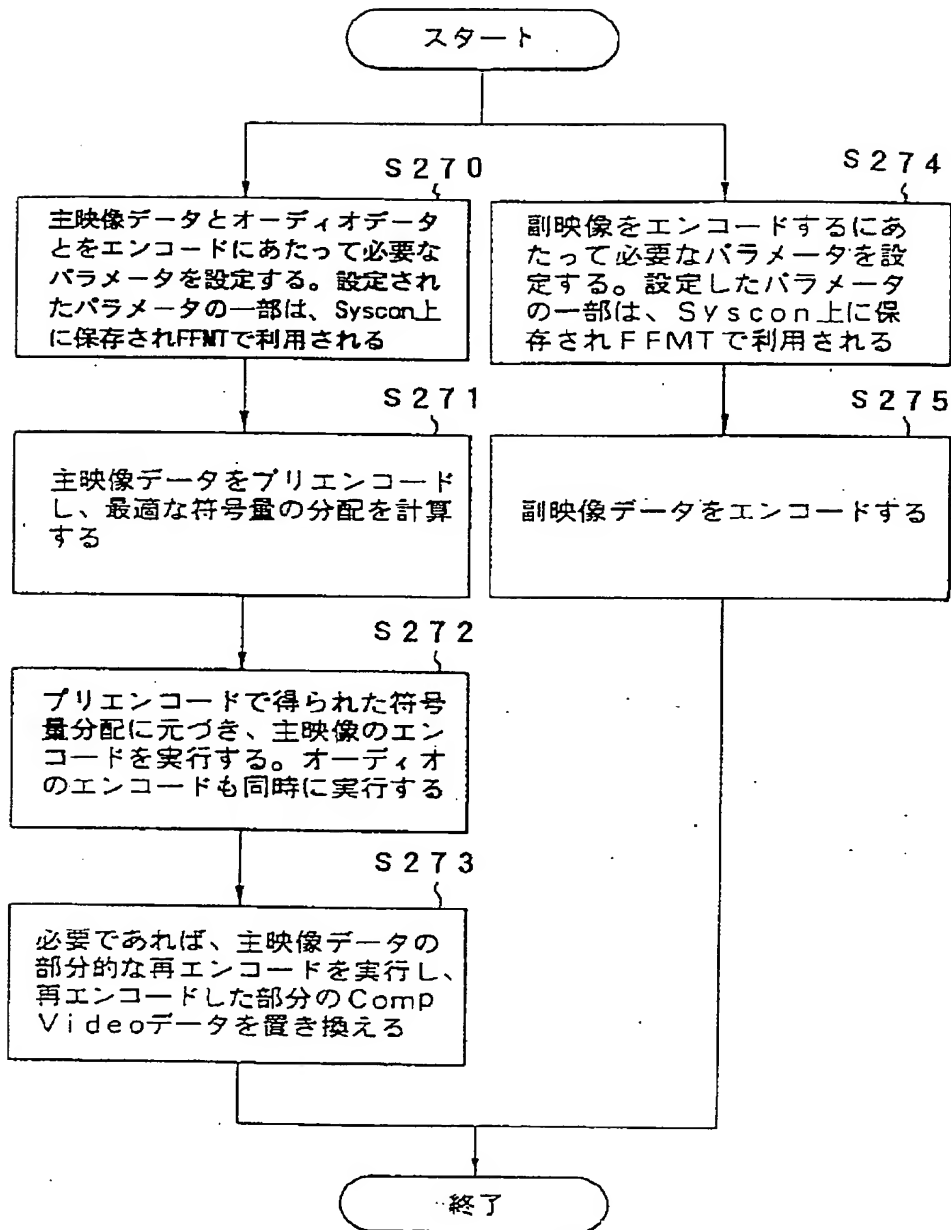 スタート
S270
主映像データとオーディオデータ
とをエンコードにあたって必要な
パラメータを設定する。設定され
たパラメータの一部は、Syscon上
に保存されFFMTで利用される
S271
主映像データをプリエンコード
し、最適な符号量の分配を計算
する
S272
プリエンコードで得られた符号
量分配に元づき、主映像のエン
コードを実行する。オーディオ
のエンコードも同時に実行する
S273
必要であれば、主映像データの
部分的な再エンコードを実行し、
再エンコードした部分のComp
Videoデータを置き換える
S274
副映像をエンコードするにあ
たって必要なパラメータを設
定する。設定したパラメータ
の一部は、Syscon上に保
存されFFMTで利用される
S275
副映像データをエンコードする
終了